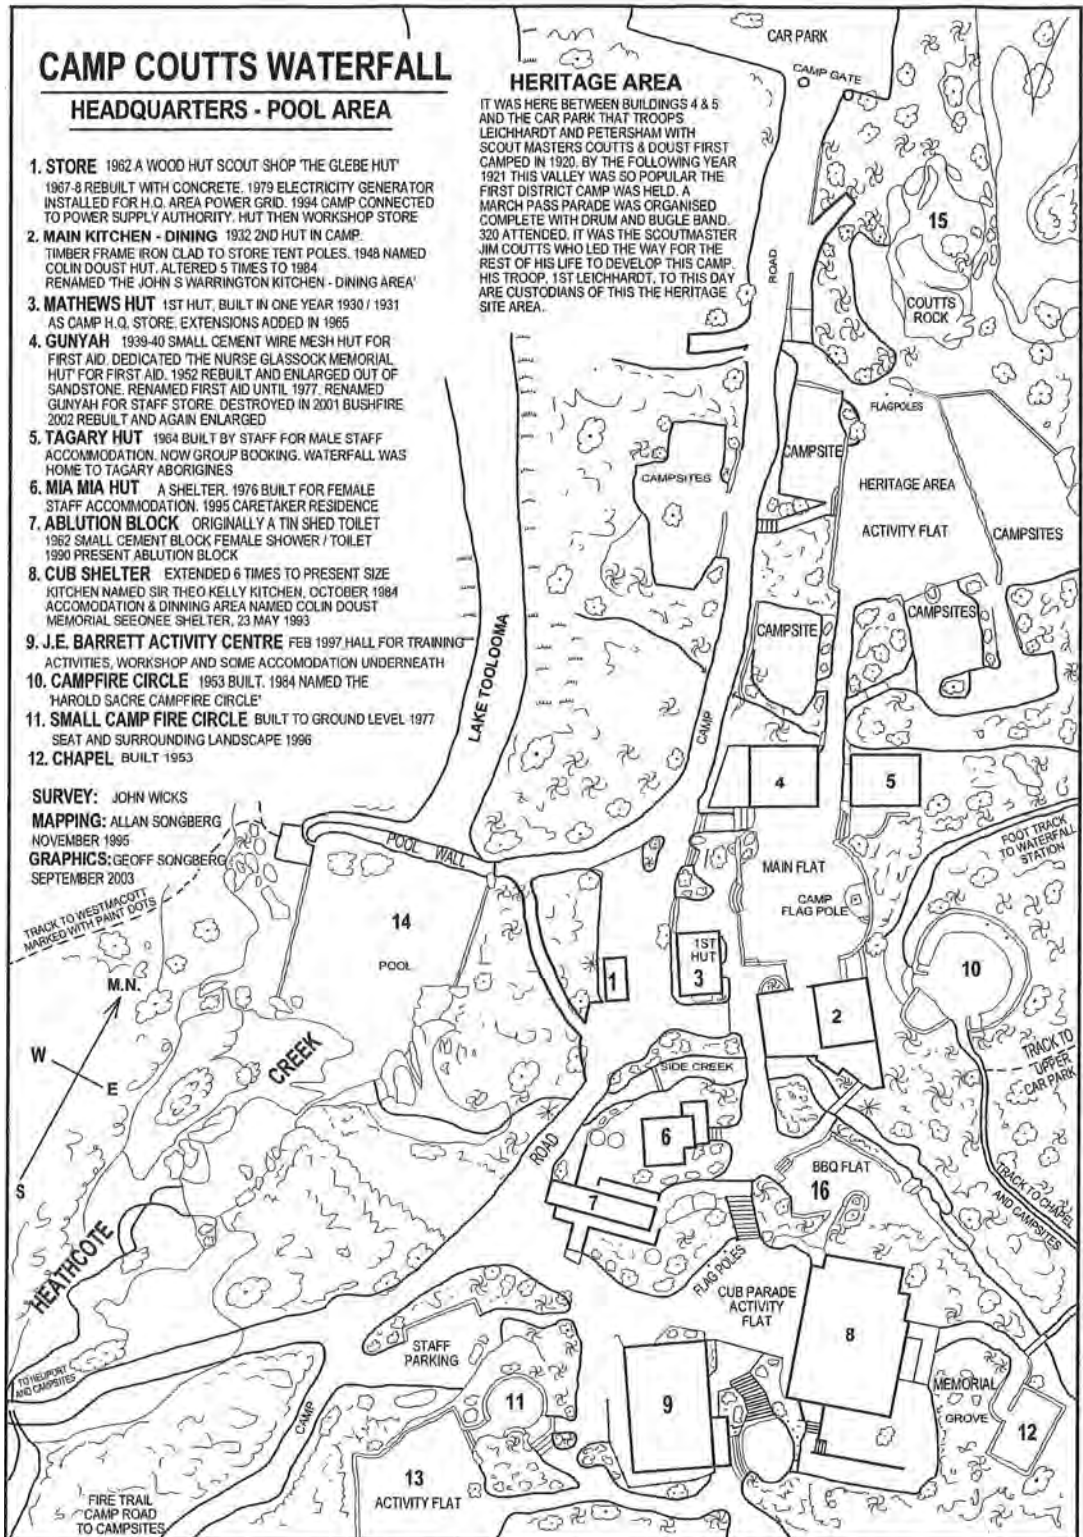 CAMP COUTTS WATERFALL
HEADQUARTERS - POOL AREA
1. STORE 1962 A WOOD HUT SCOUT SHOP 'THE GLEBE HUT'
1967-8 REBUILT WITH CONCRETE. 1979 ELECTRICITY GENERATOR
INSTALLED FOR H.Q. AREA POWER GRID. 1994 CAMP CONNECTED
TO POWER SUPPLY AUTHORITY. HUT THEN WORKSHOP STORE
2. MAIN KITCHEN - DINING 1932 2ND HUT IN CAMP.
TIMBER FRAME IRON CLAD TO STORE TENT POLES. 1948 NAMED
COLIN DOUST HUT. ALTERED 5 TIMES TO 1984
RENAMED 'THE JOHN S WARRINGTON KITCHEN - DINING AREA'
3. MATHEWS HUT 1ST HUT, BUILT IN ONE YEAR 1930 / 1931
AS CAMP H.Q. STORE. EXTENSIONS ADDED IN 1965
4. GUNYAH 1939-40 SMALL CEMENT WIRE MESH HUT FOR
FIRST AID. DEDICATED 'THE NURSE GLASSOCK MEMORIAL
HUT' FOR FIRST AID. 1952 REBUILT AND ENLARGED OUT OF
SANDSTONE. RENAMED FIRST AID UNTIL 1977. RENAMED
GUNYAH FOR STAFF STORE. DESTROYED IN 2001 BUSHFIRE
2002 REBUILT AND AGAIN ENLARGED
5. TAGARY HUT 1964 BUILT BY STAFF FOR MALE STAFF
ACCOMMODATION. NOW GROUP BOOKING. WATERFALL WAS
HOME TO TAGARY ABORIGINES
6. MIA MIA HUT A SHELTER. 1976 BUILT FOR FEMALE
STAFF ACCOMMODATION. 1995 CARETAKER RESIDENCE
7. ABLUTION BLOCK ORIGINALLY A TIN SHED TOILET
1962 SMALL CEMENT BLOCK FEMALE SHOWER / TOILET
1990 PRESENT ABLUTION BLOCK
8. CUB SHELTER EXTENDED 6 TIMES TO PRESENT SIZE
KITCHEN NAMED SIR THEO KELLY KITCHEN, OCTOBER 1984
ACCOMODATION & DINNING AREA NAMED COLIN DOUST
MEMORIAL SEEONEE SHELTER, 23 MAY 1993
9. J.E. BARRETT ACTIVITY CENTRE FEB 1997 HALL FOR TRAINING
ACTIVITIES, WORKSHOP AND SOME ACCOMODATION UNDERNEATH
10. CAMPFIRE CIRCLE 1953 BUILT. 1984 NAMED THE
'HAROLD SACRE CAMPFIRE CIRCLE'
11. SMALL CAMP FIRE CIRCLE BUILT TO GROUND LEVEL 1977
SEAT AND SURROUNDING LANDSCAPE 1996
12. CHAPEL BUILT 1953
SURVEY: JOHN WICKS
MAPPING: ALLAN SONGBERG
NOVEMBER 1995
GRAPHICS: GEOFF SONGBERG
SEPTEMBER 2003
HERITAGE AREA
IT WAS HERE BETWEEN BUILDINGS 4 & 5
AND THE CAR PARK THAT TROOPS
LEICHHARDT AND PETERSHAM WITH
SCOUT MASTERS COUTTS & DOUST FIRST
CAMPED IN 1920. BY THE FOLLOWING YEAR
1921 THIS VALLEY WAS SO POPULAR THE
FIRST DISTRICT CAMP WAS HELD. A
MARCH PASS PARADE WAS ORGANISED
COMPLETE WITH DRUM AND BUGLE BAND.
320 ATTENDED. IT WAS THE SCOUTMASTER
JIM COUTTS WHO LED THE WAY FOR THE
REST OF HIS LIFE TO DEVELOP THIS CAMP.
HIS TROOP, 1ST LEICHHARDT, TO THIS DAY
ARE CUSTODIANS OF THIS THE HERITAGE
SITE AREA.
CAR PARK
CAMP GATE
15
COUTTS
ROCK
ROAD
FLAGPOLES
CAMPSITE
CAMPSITES
HERITAGE AREA
ACTIVITY FLAT
CAMPSITES
CAMPSITES
CAMPSITE
LAKE TOOLOOMA
CAMP
4
5
FOOT TRACK
TO WATERFALL
STATION
MAIN FLAT
CAMP
FLAG POLE
POOL WALL
14
POOL
TRACK TO WESTMACOTT
MARKED WITH PAINT DOTS
M.N.
W
E
S
1
1ST
HUT
3
2
10
TRACK TO
UPPER
CAR PARK
HEATHCOTE CREEK
SIDE CREEK
ROAD
6
7
BBQ FLAT
16
TRACK TO CHAPEL
AND CAMPSITES
FLAG POLES
CUB PARADE
ACTIVITY
FLAT
8
STAFF
PARKING
TO HELIPORT
AND CAMPSITES
CAMP
11
9
MEMORIAL
GROVE
12
13
ACTIVITY FLAT
FIRE TRAIL
CAMP ROAD
TO CAMPSITES